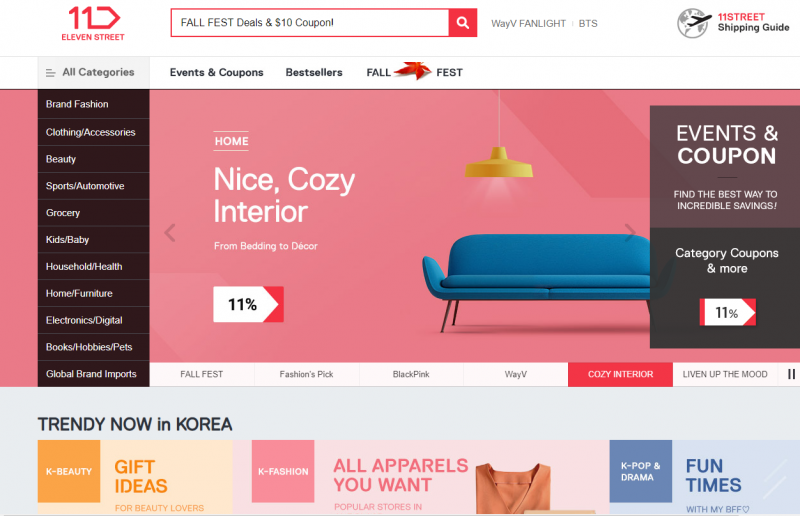 11
ELEVEN STREET
FALL FEST Deals & $10 Coupon!
WayV FANLIGHT
BTS
11STREET
Shipping Guide
All Categories
Events & Coupons
Bestsellers
FALL FEST
Brand Fashion
Clothing/Accessories
Beauty
Sports/Automotive
Grocery
Kids/Baby
Household/Health
Home/Furniture
Electronics/Digital
Books/Hobbies/Pets
Global Brand Imports
HOME
Nice, Cozy
Interior
From Bedding to Décor
11%
EVENTS &
COUPON
FIND THE BEST WAY TO
INCREDIBLE SAVINGS!
Category Coupons
& more
11%
FALL FEST
Fashion's Pick
BlackPink
WayV
COZY INTERIOR
LIVEN UP THE MOOD
TRENDY NOW in KOREA
K-BEAUTY
GIFT
IDEAS
FOR BEAUTY LOVERS
K-FASHION
ALL APPARELS
YOU WANT
POPULAR STORES IN
K-POP &
DRAMA
FUN
TIMES
WITH MY BFF♡